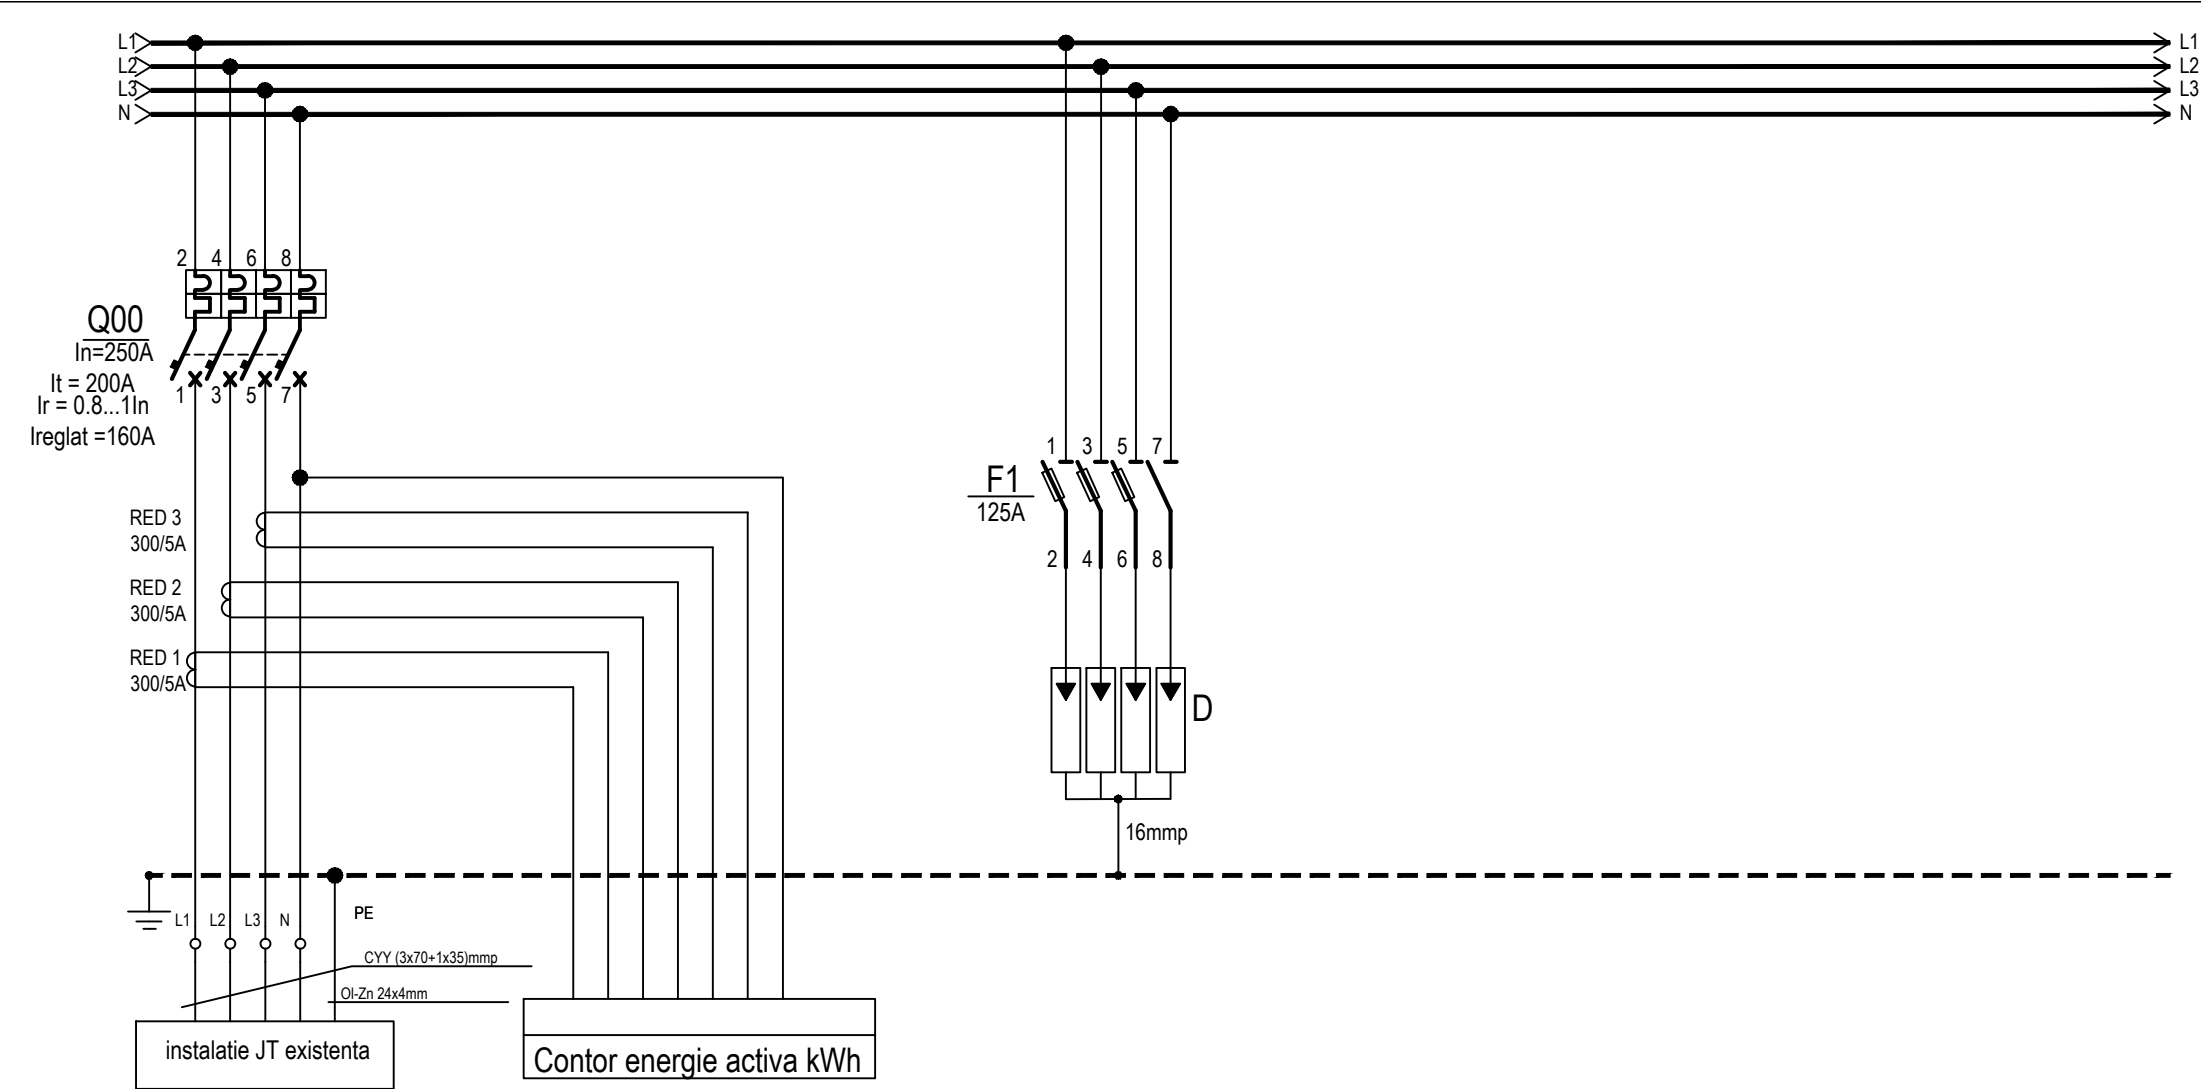 L1 L1
L2 L2
L3 L3
N N
2 4 6 8
Q00
In=250A
It = 200A
Ir = 0.8...1In
Ireglat =160A
1 3 5 7
1 3 5 7
F1
125A
2 4 6 8
RED 3
300/5A
RED 2
300/5A
RED 1
300/5A
D
16mmp
L1 L2 L3 N PE
CYY (3x70+1x35)mmp
Ol-Zn 24x4mm
instalatie JT existenta
Contor energie activa kWh